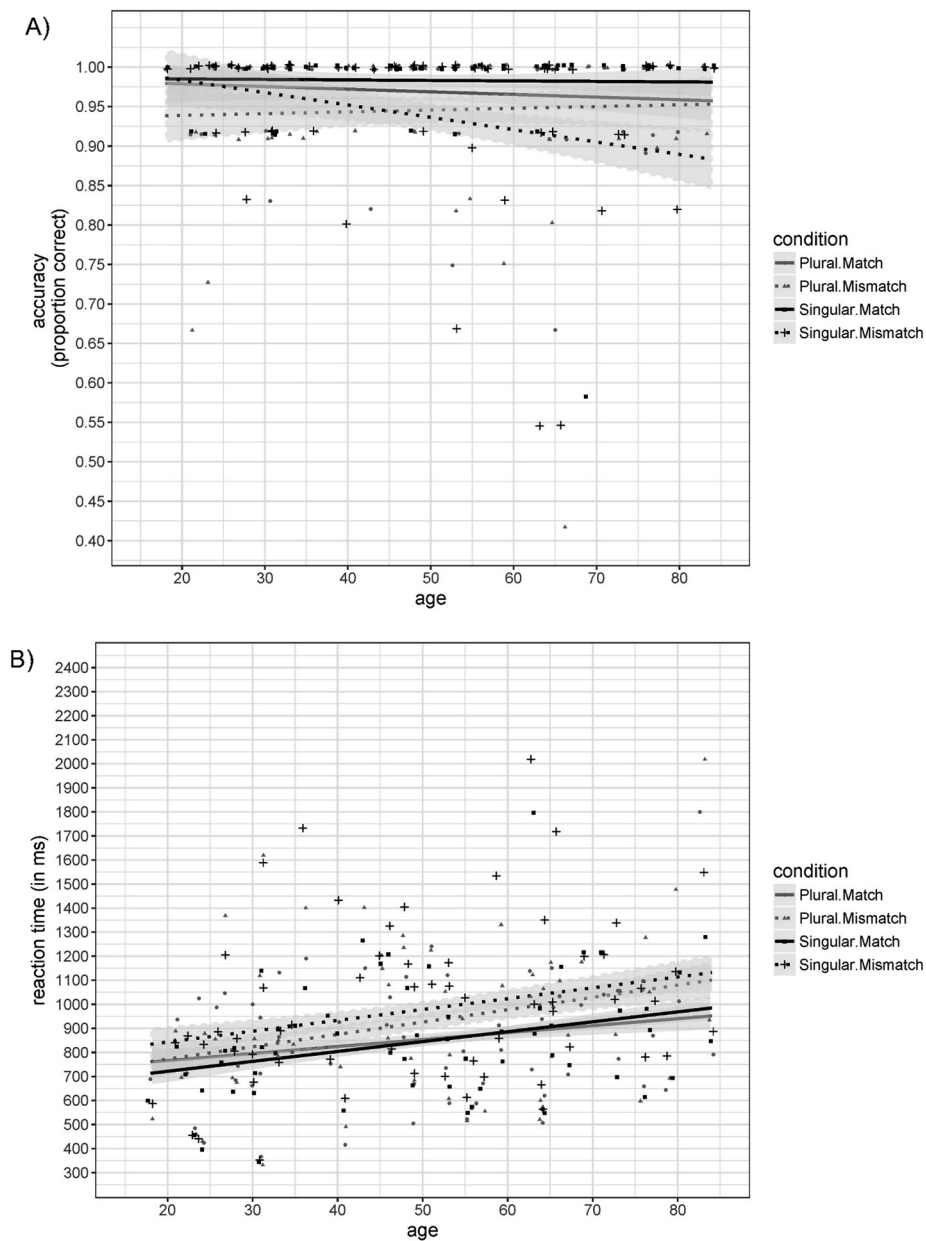 A)
1.00
0.95
0.90
0.85
0.80
0.75
0.70
0.65
0.60
0.55
0.50
0.45
0.40
accuracy
(proportion correct)
20 30 40 50 60 70 80
age
condition
Plural.Match
Plural.Mismatch
Singular.Match
Singular.Mismatch
B)
2400
2300
2200
2100
2000
1900
1800
1700
1600
1500
1400
1300
1200
1100
1000
900
800
700
600
500
400
300
reaction time (in ms)
20 30 40 50 60 70 80
age
condition
Plural.Match
Plural.Mismatch
Singular.Match
Singular.Mismatch